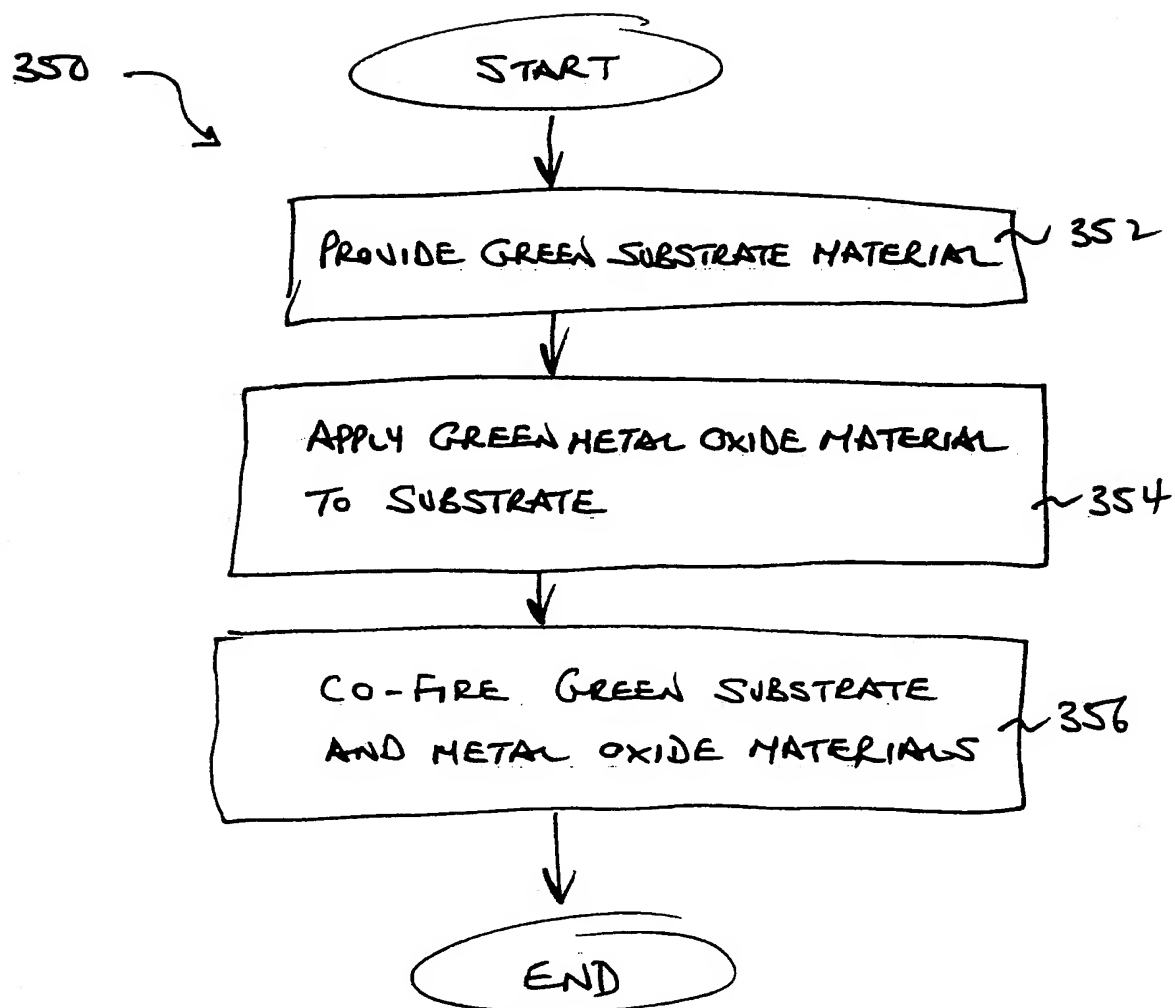 350
START
PROVIDE GREEN SUBSTRATE MATERIAL
352
APPLY GREEN METAL OXIDE MATERIAL
TO SUBSTRATE
354
CO-FIRE GREEN SUBSTRATE
AND METAL OXIDE MATERIALS
356
END